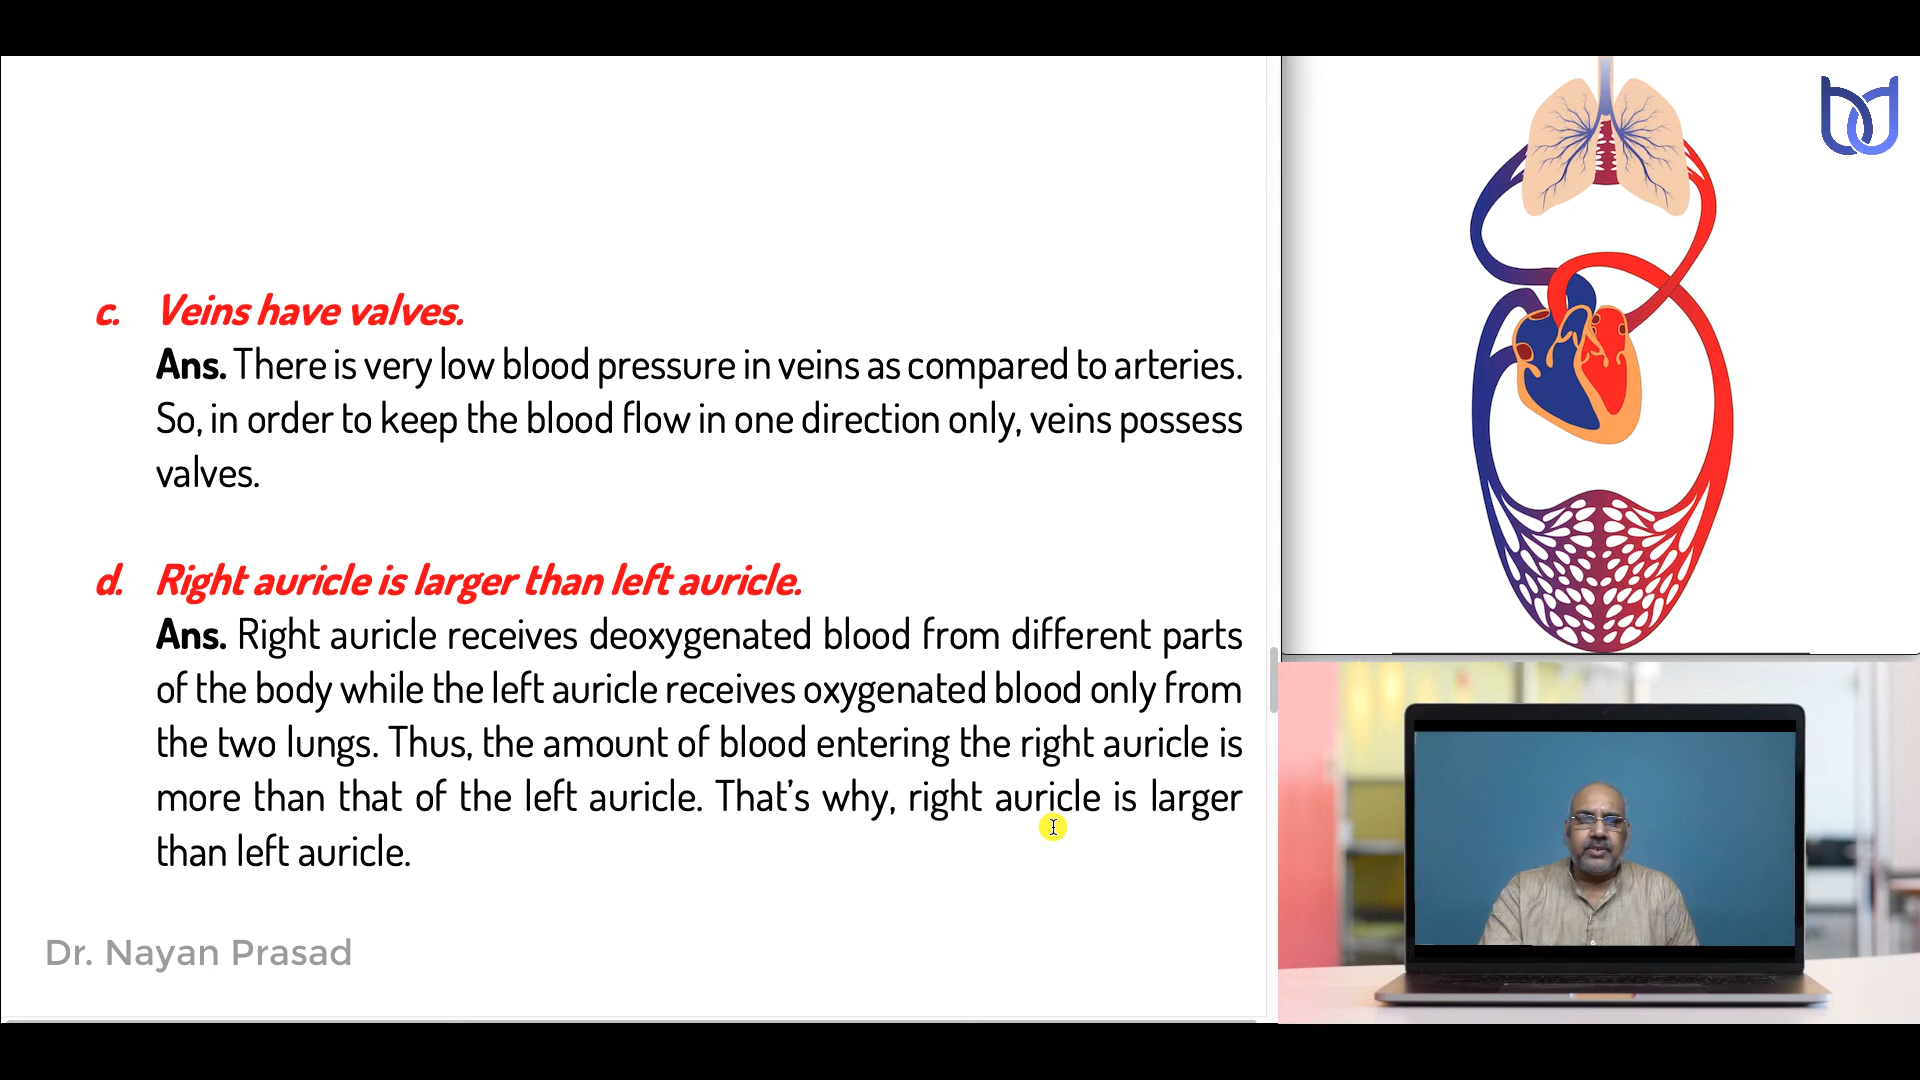 c. Veins have valves.
Ans. There is very low blood pressure in veins as compared to arteries.
So, in order to keep the blood flow in one direction only, veins possess
valves.
d. Right auricle is larger than left auricle.
Ans. Right auricle receives deoxygenated blood from different parts
of the body while the left auricle receives oxygenated blood only from
the two lungs. Thus, the amount of blood entering the right auricle is
more than that of the left auricle. That's why, right auricle is larger
than left auricle.
Dr. Nayan Prasad